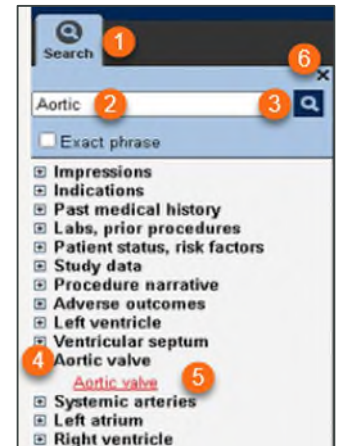 Search 1
6
Aortic 2 3
Exact phrase
Impressions
Indications
Past medical history
Labs, prior procedures
Patient status, risk factors
Study data
Procedure narrative
Adverse outcomes
Left ventricle
Ventricular septum
4 Aortic valve
Aortic valve 5
Systemic arteries
Left atrium
Right ventricle